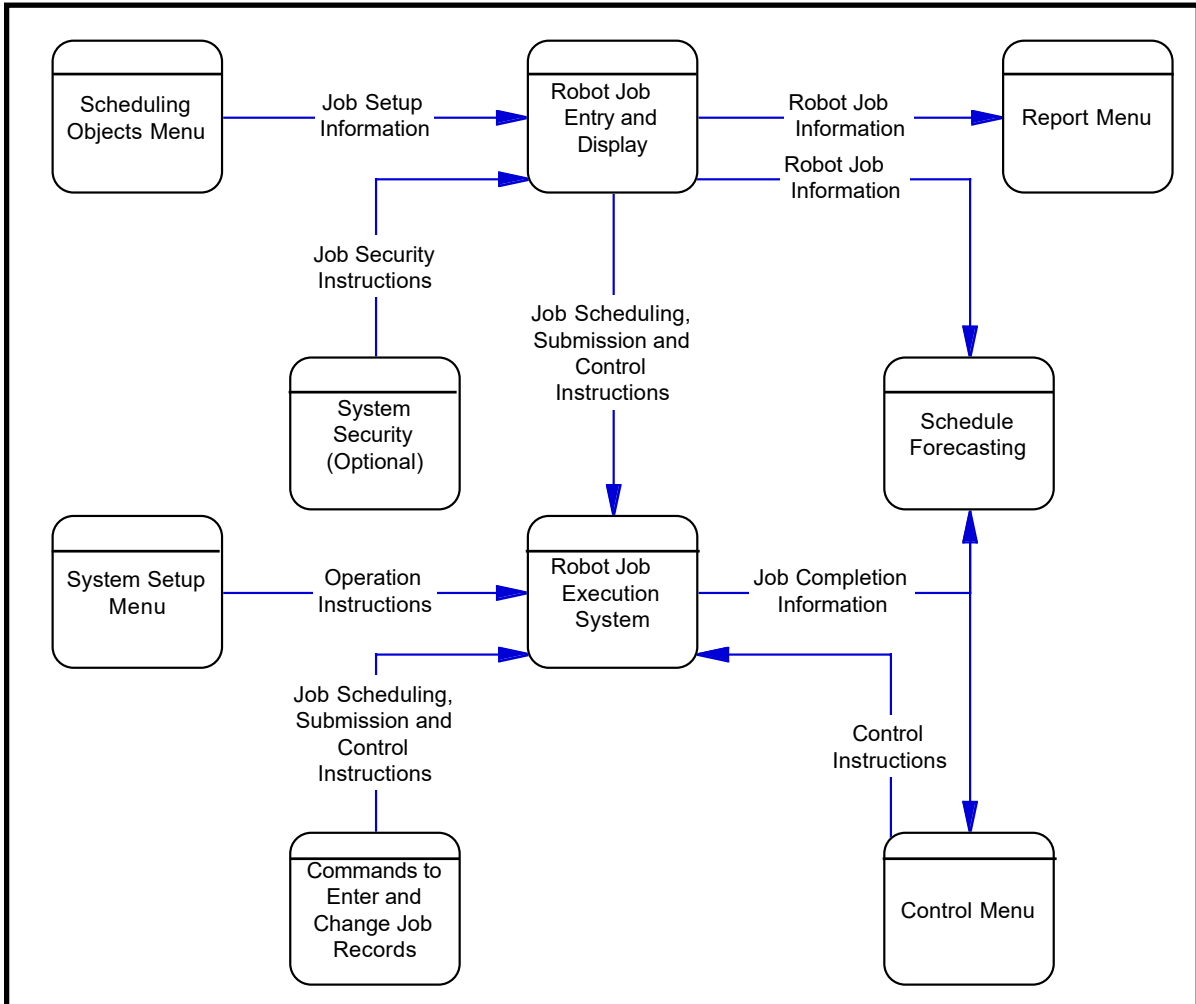 Scheduling
Objects Menu
Job Setup
Information
Robot Job
Entry and
Display
Robot Job
Information
Report Menu
Robot Job
Information
Job Security
Instructions
Job Scheduling,
Submission and
Control
Instructions
System
Security
(Optional)
Schedule
Forecasting
System Setup
Menu
Operation
Instructions
Robot Job
Execution
System
Job Completion
Information
Job Scheduling,
Submission and
Control
Instructions
Control
Instructions
Commands to
Enter and
Change Job
Records
Control Menu